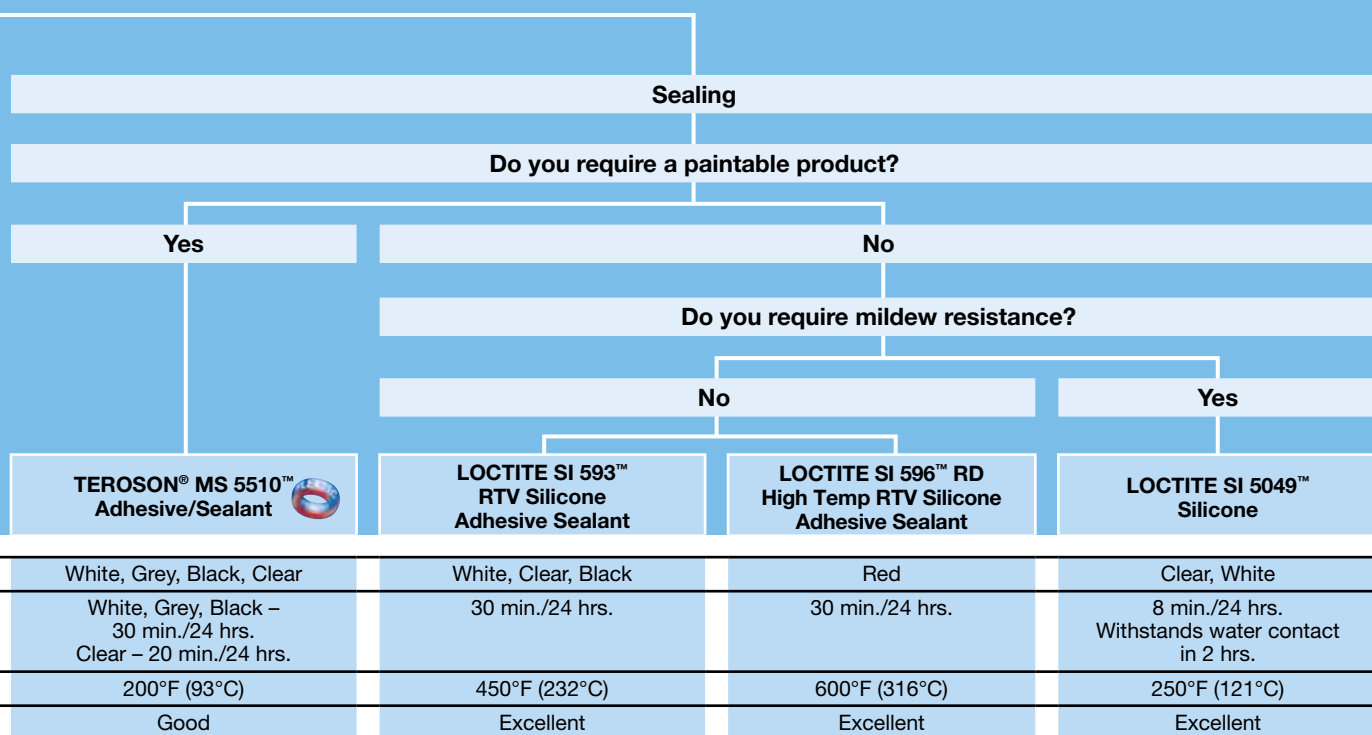 Sealing
Do you require a paintable product?
Yes
No
Do you require mildew resistance?
No
Yes
TEROSON® MS 5510™
Adhesive/Sealant
LOCTITE SI 593™
RTV Silicone
Adhesive Sealant
LOCTITE SI 596™ RD
High Temp RTV Silicone
Adhesive Sealant
LOCTITE SI 5049™
Silicone
White, Grey, Black, Clear
White, Clear, Black
Red
Clear, White
White, Grey, Black –
30 min./24 hrs.
Clear – 20 min./24 hrs.
30 min./24 hrs.
30 min./24 hrs.
8 min./24 hrs.
Withstands water contact
in 2 hrs.
200°F (93°C)
450°F (232°C)
600°F (316°C)
250°F (121°C)
Good
Excellent
Excellent
Excellent